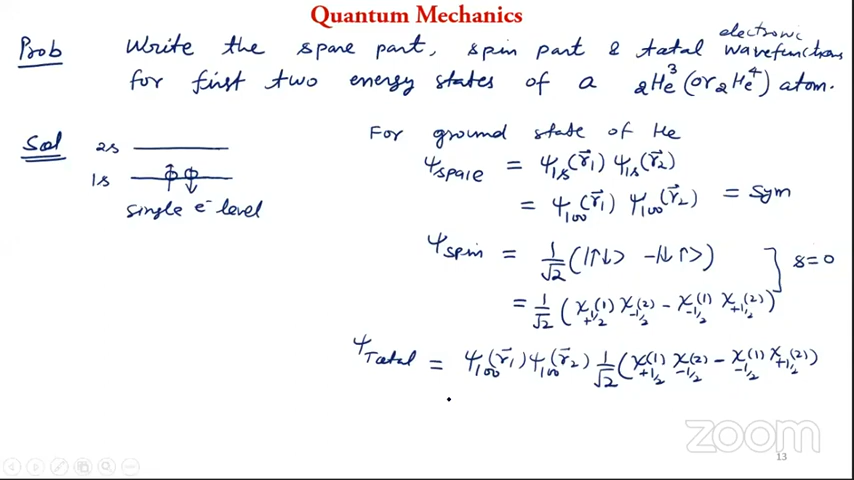 Quantum Mechanics
electronic
Prob Write the spare part, spin part & total wavefunctions
for first two energy states of a ₂He³ (or ₂He⁴) atom.
Sol
2s
1s
single e⁻ level
For ground state of He
ψspace = ψ1s(r⃗1) ψ1s(r⃗2)
= ψ100(r⃗1) ψ100(r⃗2) = Sym
ψspin = 1/√2 (|↑↓> - |↓↑>) } s=0
= 1/√2 (χ+1/2(1) χ-1/2(2) - χ-1/2(1) χ+1/2(2))
ψTotal = ψ100(r⃗1) ψ100(r⃗2) 1/√2 (χ+1/2(1) χ-1/2(2) - χ-1/2(1) χ+1/2(2))
zoom
13